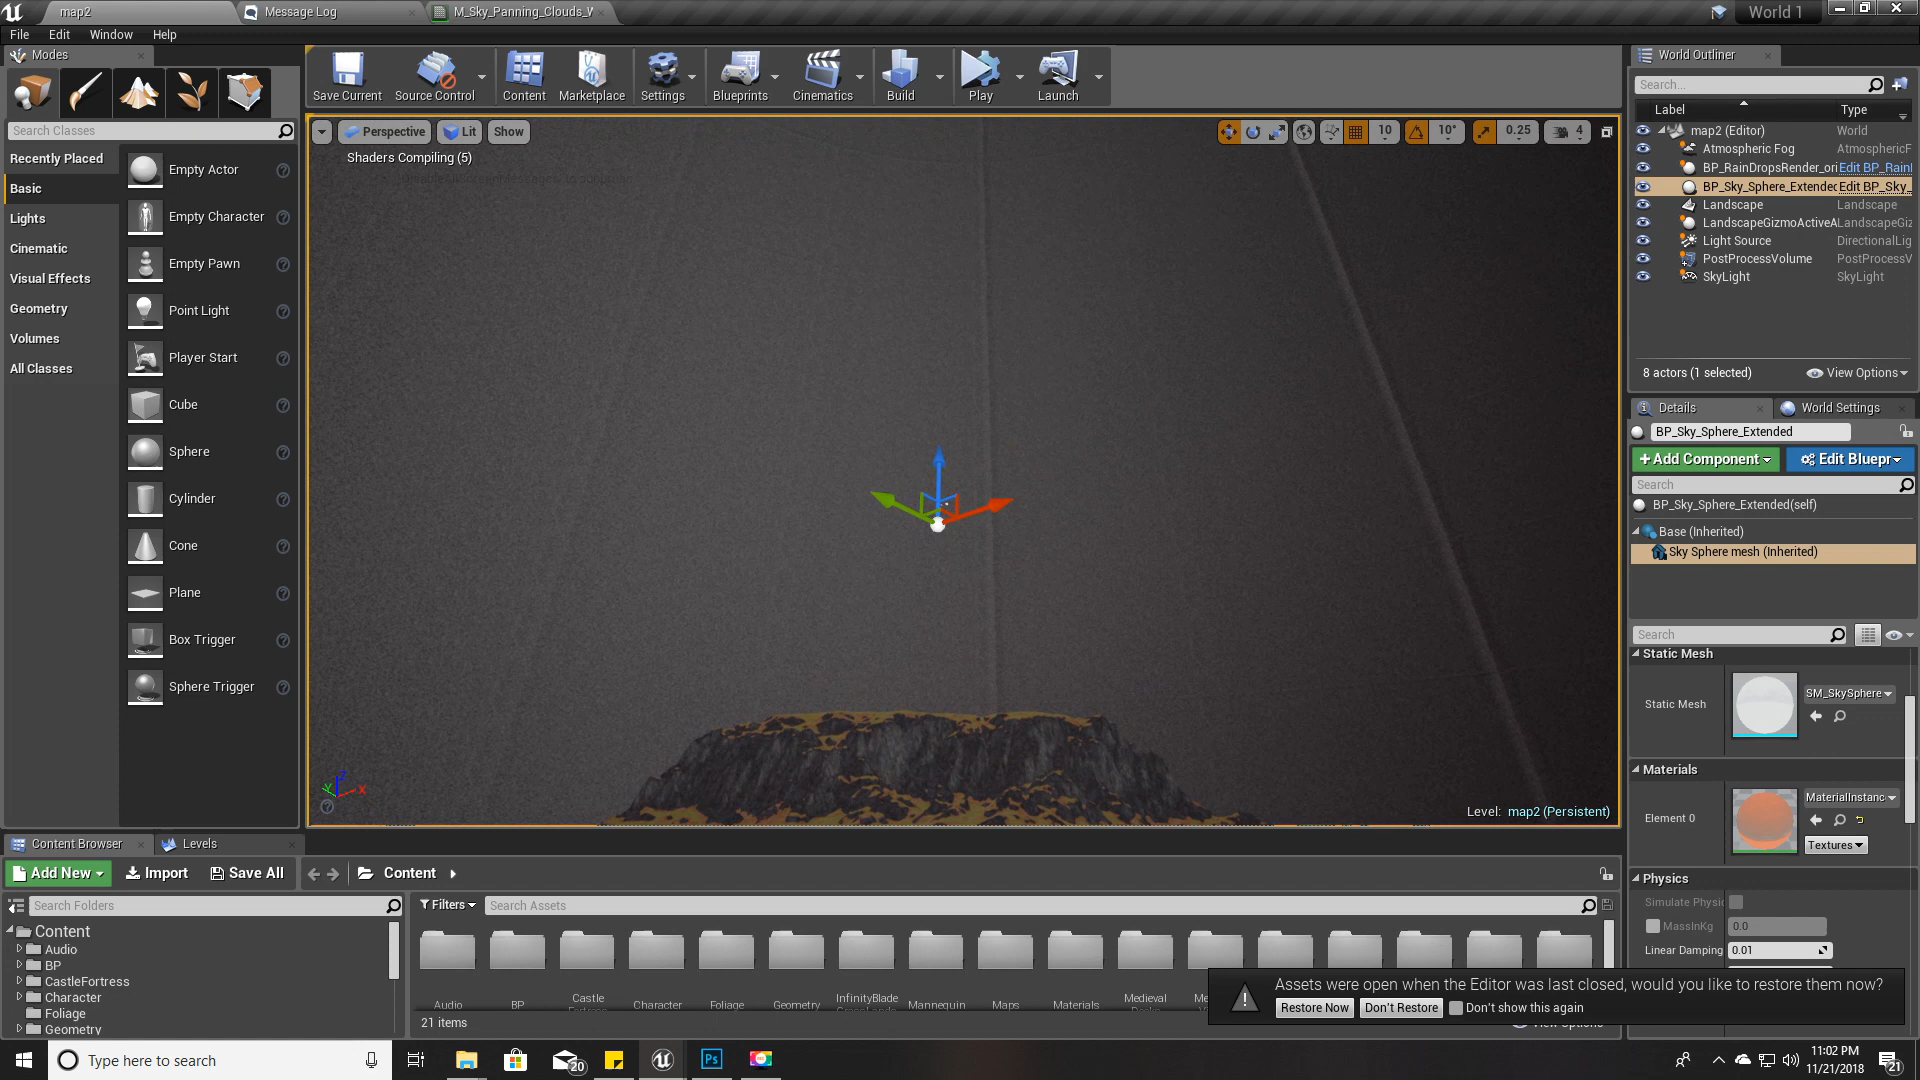 map2
Message Log
M_Sky_Panning_Clouds_W
World 1
File
Edit
Window
Help
Modes
Save Current
Source Control
Content
Marketplace
Settings
Blueprints
Cinematics
Build
Play
Launch
Search Classes
Recently Placed
Basic
Lights
Cinematic
Visual Effects
Geometry
Volumes
All Classes
Empty Actor
Empty Character
Empty Pawn
Point Light
Player Start
Cube
Sphere
Cylinder
Cone
Plane
Box Trigger
Sphere Trigger
Perspective
Lit
Show
10
10°
0.25
4
Shaders Compiling (5)
Z
Y
X
Level: map2 (Persistent)
World Outliner
Search...
Label
Type
map2 (Editor) World
Atmospheric Fog AtmosphericF
BP_RainDropsRender_ori Edit BP_RainI
BP_Sky_Sphere_Extended Edit BP_Sky_
Landscape Landscape
LandscapeGizmoActiveA LandscapeGiz
Light Source DirectionalLig
PostProcessVolume PostProcessV
SkyLight SkyLight
8 actors (1 selected)
View Options
Details
World Settings
BP_Sky_Sphere_Extended
+Add Component
Edit Bluepr
Search
BP_Sky_Sphere_Extended(self)
Base (Inherited)
Sky Sphere mesh (Inherited)
Search
Static Mesh
Static Mesh
SM_SkySphere
Materials
Element 0
MaterialInstanc
Textures
Physics
Simulate Physic
MassInKg 0.0
Linear Damping 0.01
Content Browser
Levels
Add New
Import
Save All
Content
Search Folders
Content
Audio
BP
CastleFortress
Character
Foliage
Geometry
Filters
Search Assets
Audio
BP
Castle
Character
Foliage
Geometry
InfinityBlade
Mannequin
Maps
Materials
Medieval
21 items
View Options
Assets were open when the Editor was last closed, would you like to restore them now?
Restore Now
Don't Restore
Don't show this again
Type here to search
20
Ps
11:02 PM
11/21/2018
21